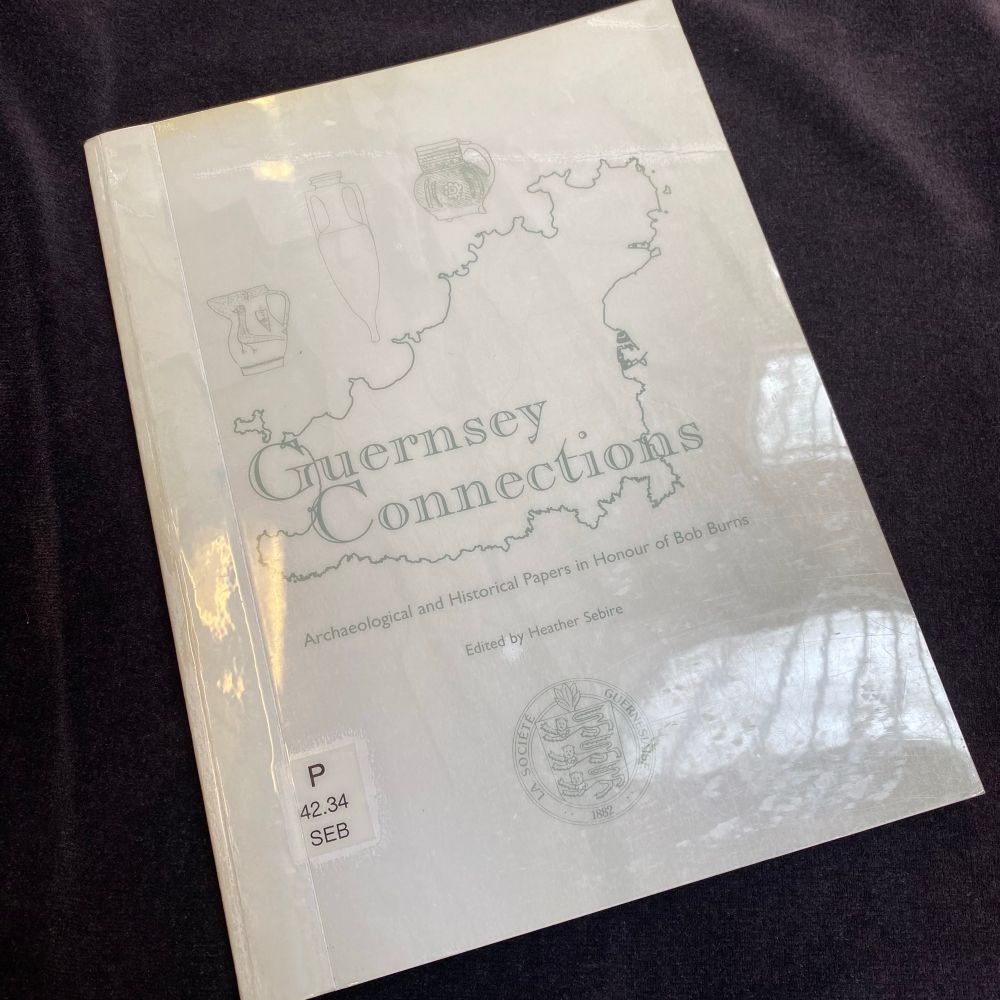 Guernsey
Connections
Archaeological and Historical Papers in Honour of Bob Burns
Edited by Heather Sebire
LA SOCIÉTÉ GUERNESIAISE
1882
P
42.34
SEB